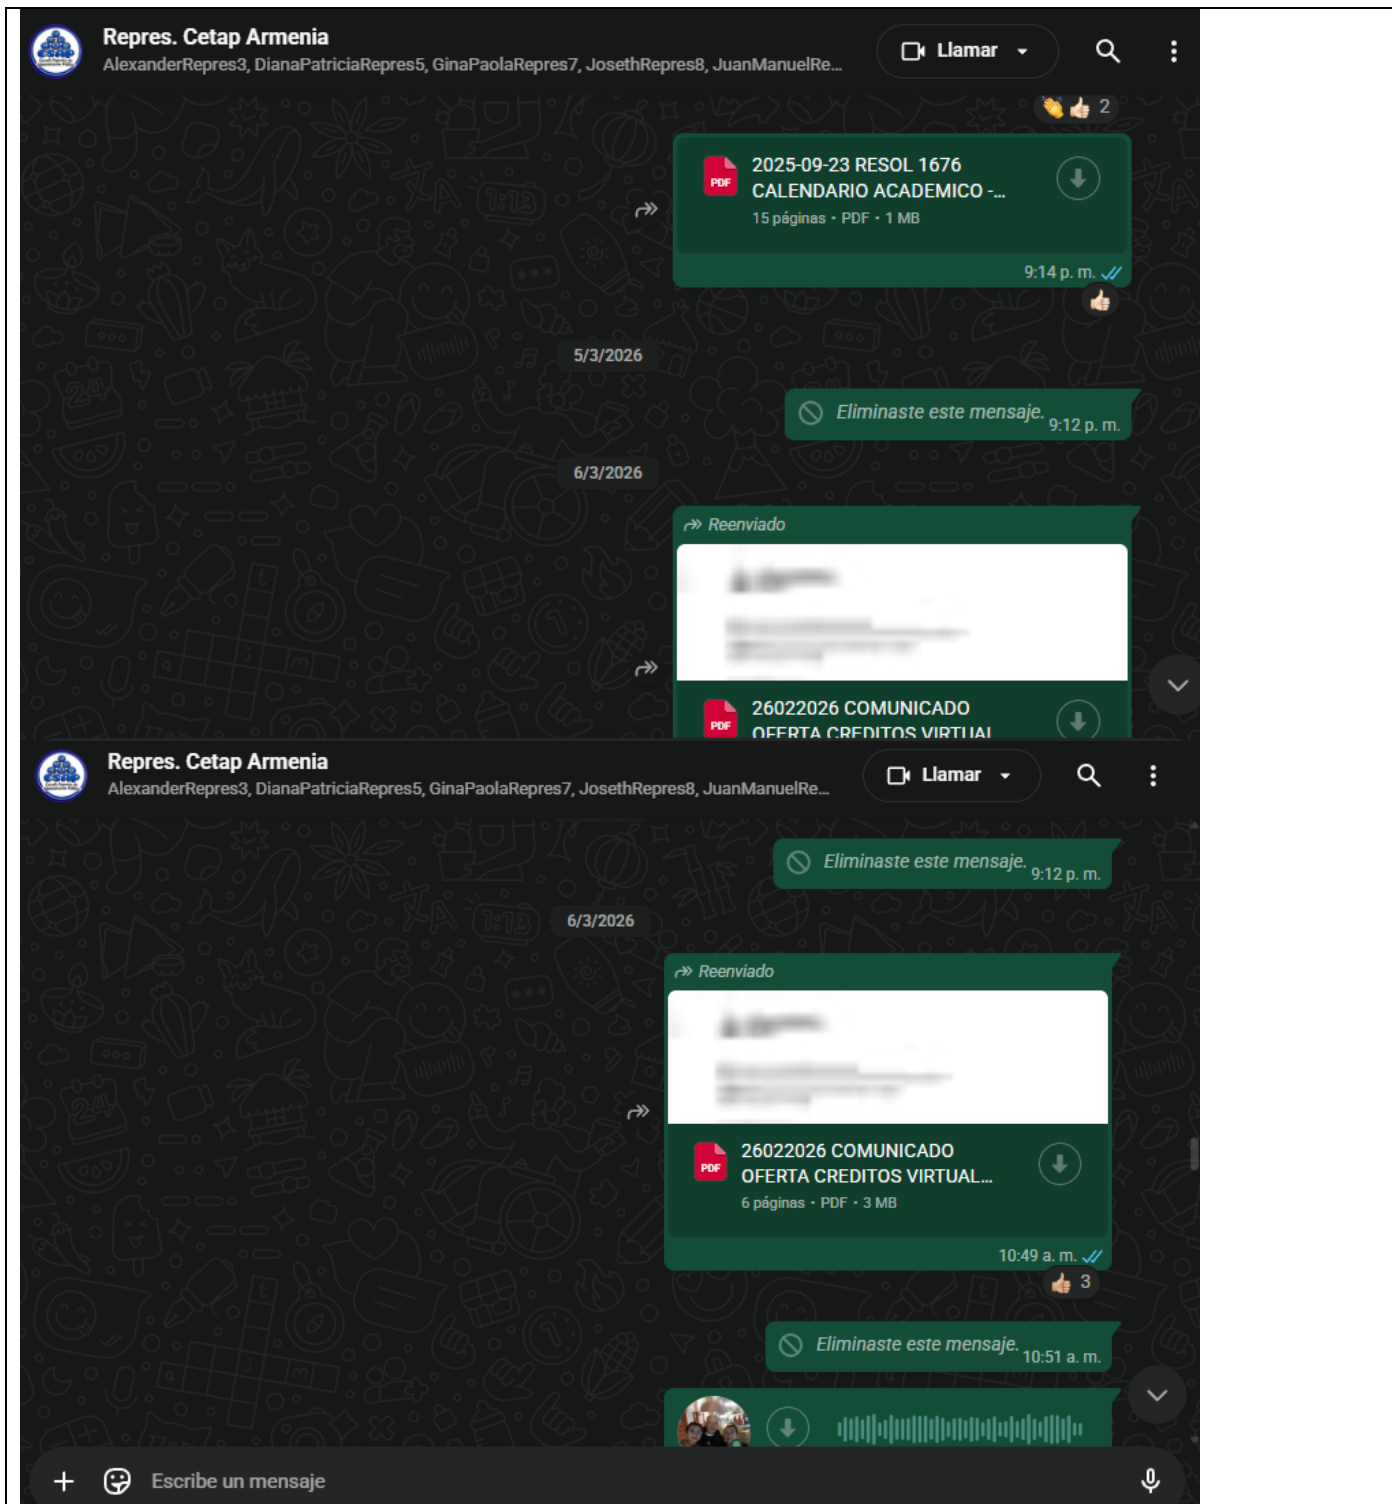 Repres. Cetap Armenia
AlexanderRepres3, DianaPatriciaRepres5, GinaPaolaRepres7, JosethRepres8, JuanManuelRe...
Llamar
2
2025-09-23 RESOL 1676
CALENDARIO ACADEMICO -...
PDF
15 páginas • PDF • 1 MB
9:14 p. m.
5/3/2026
Eliminaste este mensaje. 9:12 p. m.
6/3/2026
Reenviado
26022026 COMUNICADO
PDF
OFERTA CREDITOS VIRTUAL
Repres. Cetap Armenia
AlexanderRepres3, DianaPatriciaRepres5, GinaPaolaRepres7, JosethRepres8, JuanManuelRe...
Llamar
Eliminaste este mensaje. 9:12 p. m.
6/3/2026
Reenviado
26022026 COMUNICADO
PDF
OFERTA CREDITOS VIRTUAL...
6 páginas • PDF • 3 MB
10:49 a. m.
3
Eliminaste este mensaje. 10:51 a. m.
Escribe un mensaje